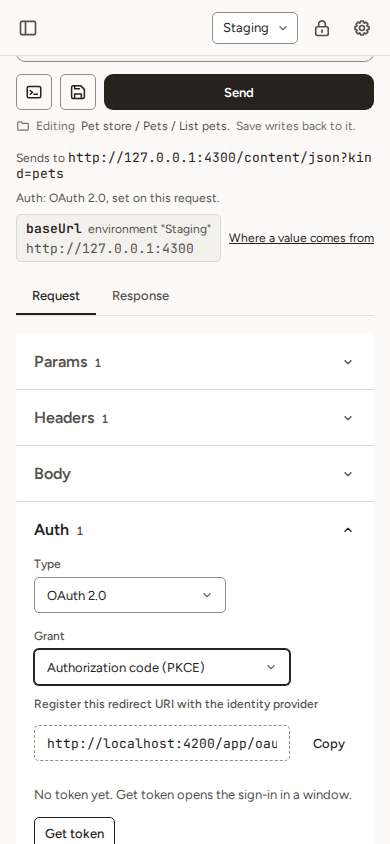 Staging
Send
Editing Pet store / Pets / List pets. Save writes back to it.
Sends to http://127.0.0.1:4300/content/json?kin
d=pets
Auth: OAuth 2.0, set on this request.
baseUrl environment "Staging"
http://127.0.0.1:4300
Where a value comes from
Request Response
Params 1
Headers 1
Body
Auth 1
Type
OAuth 2.0
Grant
Authorization code (PKCE)
Register this redirect URI with the identity provider
http://localhost:4200/app/oau
Copy
No token yet. Get token opens the sign-in in a window.
Get token